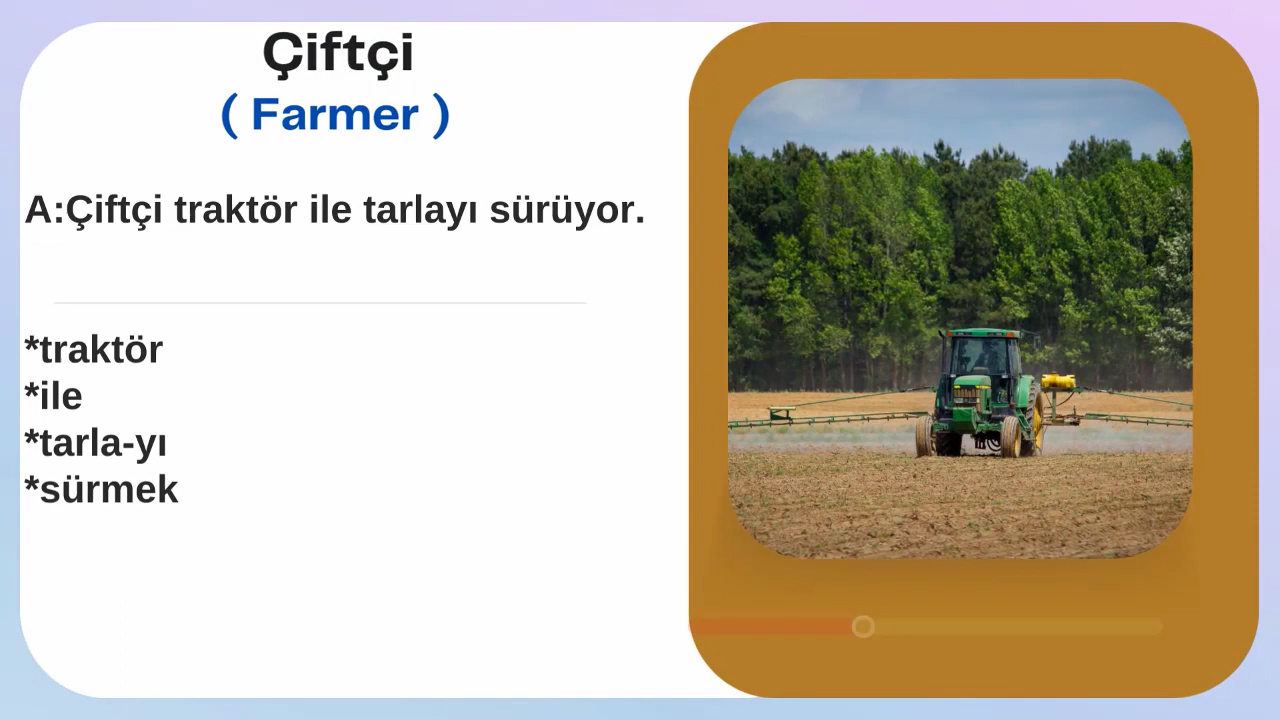 Çiftçi
( Farmer )
A:Çiftçi traktör ile tarlayı sürüyor.
*traktör
*ile
*tarla-yı
*sürmek